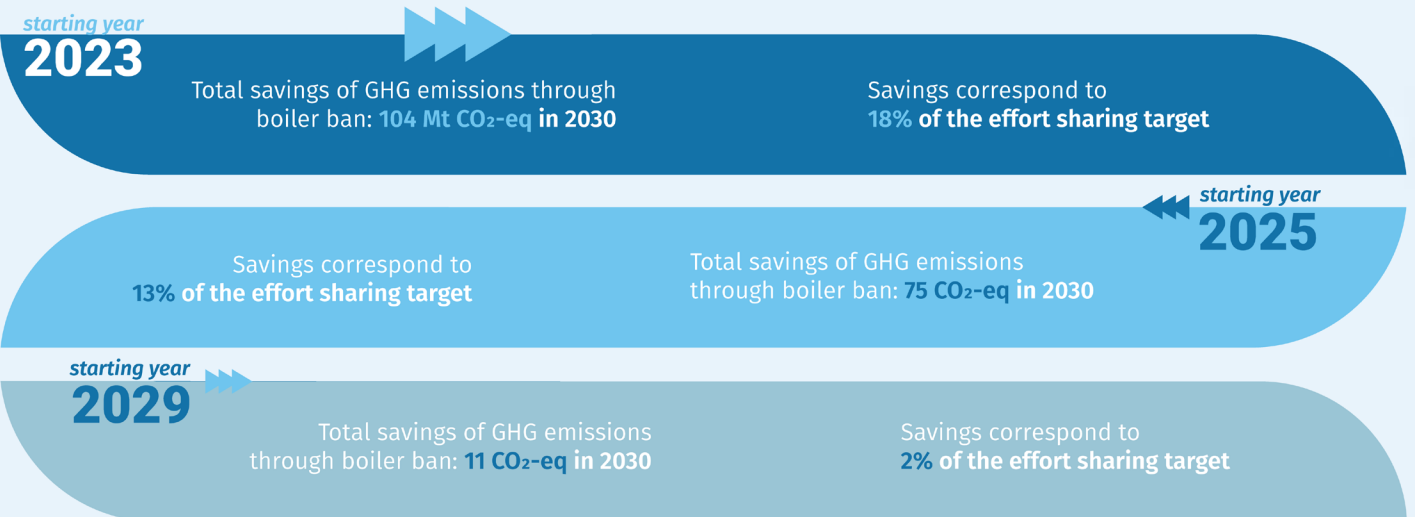 starting year
2023
Total savings of GHG emissions through
boiler ban: 104 Mt CO₂-eq in 2030
Savings correspond to
18% of the effort sharing target
starting year
2025
Savings correspond to
13% of the effort sharing target
Total savings of GHG emissions
through boiler ban: 75 CO₂-eq in 2030
starting year
2029
Total savings of GHG emissions
through boiler ban: 11 CO₂-eq in 2030
Savings correspond to
2% of the effort sharing target